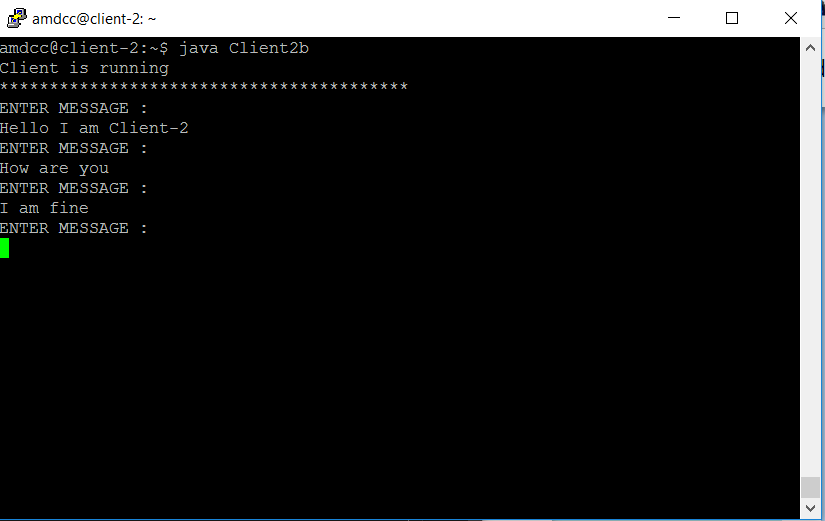 amdcc@client-2: ~
amdcc@client-2:~$ java Client2b
Client is running
*****************************************
ENTER MESSAGE :
Hello I am Client-2
ENTER MESSAGE :
How are you
ENTER MESSAGE :
I am fine
ENTER MESSAGE :